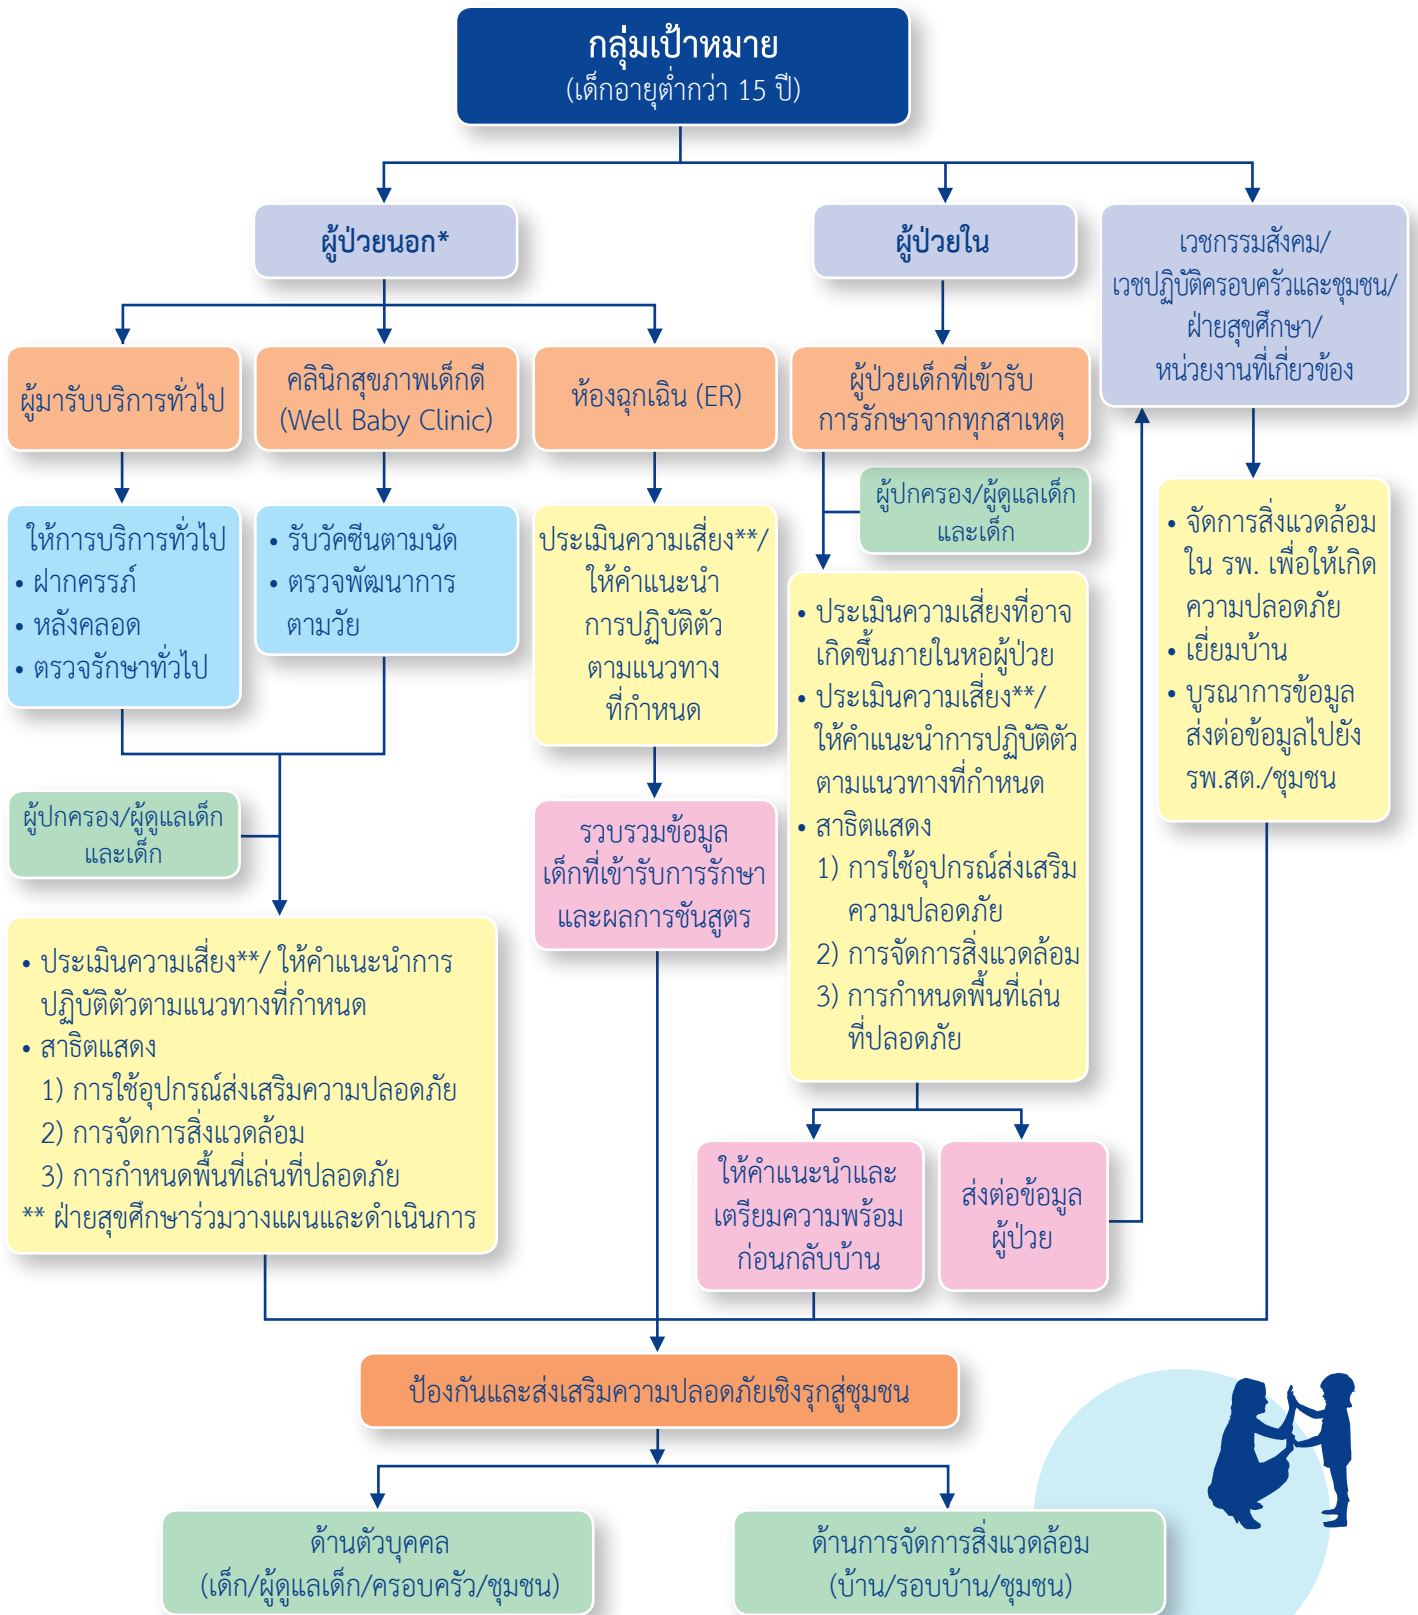 กลุ่มเป้าหมาย
(เด็กอายุต่ำกว่า 15 ปี)
ผู้ป่วยนอก*
ผู้ป่วยใน
เวชกรรมสังคม/
เวชปฏิบัติครอบครัวและชุมชน/
ฝ่ายสุขศึกษา/
หน่วยงานที่เกี่ยวข้อง
ผู้มารับบริการทั่วไป
คลินิกสุขภาพเด็กดี
(Well Baby Clinic)
ห้องฉุกเฉิน (ER)
ผู้ป่วยเด็กที่เข้ารับ
การรักษาจากทุกสาเหตุ
ผู้ปกครอง/ผู้ดูแลเด็ก
และเด็ก
ให้การบริการทั่วไป
• ฝากครรภ์
• หลังคลอด
• ตรวจรักษาทั่วไป
• รับวัคซีนตามนัด
• ตรวจพัฒนาการ
ตามวัย
ประเมินความเสี่ยง**/
ให้คำแนะนำ
การปฏิบัติตัว
ตามแนวทาง
ที่กำหนด
• ประเมินความเสี่ยงที่อาจ
เกิดขึ้นภายในหอผู้ป่วย
• ประเมินความเสี่ยง**/
ให้คำแนะนำการปฏิบัติตัว
ตามแนวทางที่กำหนด
• สาธิตแสดง
1) การใช้อุปกรณ์ส่งเสริม
ความปลอดภัย
2) การจัดการสิ่งแวดล้อม
3) การกำหนดพื้นที่เล่น
ที่ปลอดภัย
• จัดการสิ่งแวดล้อม
ใน รพ. เพื่อให้เกิด
ความปลอดภัย
• เยี่ยมบ้าน
• บูรณาการข้อมูล
ส่งต่อข้อมูลไปยัง
รพ.สต./ชุมชน
ผู้ปกครอง/ผู้ดูแลเด็ก
และเด็ก
รวบรวมข้อมูล
เด็กที่เข้ารับการรักษา
และผลการชันสูตร
• ประเมินความเสี่ยง**/ ให้คำแนะนำการ
ปฏิบัติตัวตามแนวทางที่กำหนด
• สาธิตแสดง
1) การใช้อุปกรณ์ส่งเสริมความปลอดภัย
2) การจัดการสิ่งแวดล้อม
3) การกำหนดพื้นที่เล่นที่ปลอดภัย
** ฝ่ายสุขศึกษาร่วมวางแผนและดำเนินการ
ให้คำแนะนำและ
เตรียมความพร้อม
ก่อนกลับบ้าน
ส่งต่อข้อมูล
ผู้ป่วย
ป้องกันและส่งเสริมความปลอดภัยเชิงรุกสู่ชุมชน
ด้านตัวบุคคล
(เด็ก/ผู้ดูแลเด็ก/ครอบครัว/ชุมชน)
ด้านการจัดการสิ่งแวดล้อม
(บ้าน/รอบบ้าน/ชุมชน)